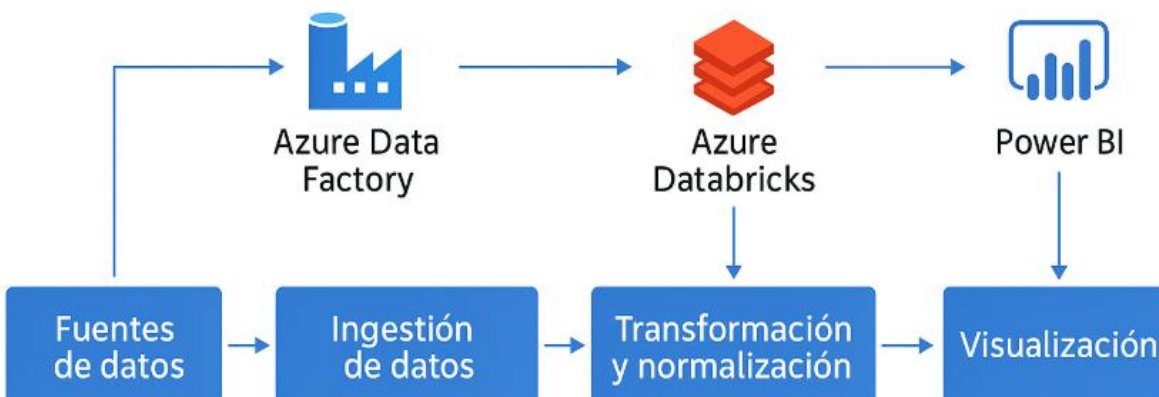 Azure Data
Factory
Azure
Databricks
Power BI
Fuentes
de datos
Ingestión
de datos
Transformación
y normalización
Visualización